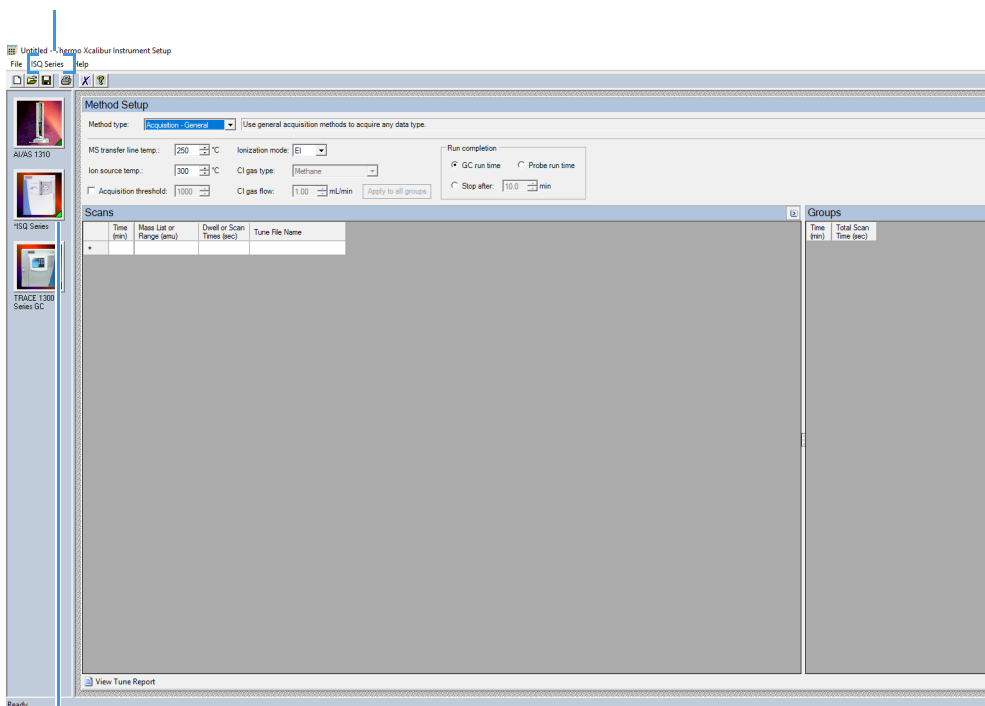 Untitled - Thermo Xcalibur Instrument Setup
File ISQ Series Help
AI/AS 1310
*ISQ Series
TRACE 1300
Series GC
Method Setup
Method type: Acquisition - General Use general acquisition methods to acquire any data type.
MS transfer line temp.: 250 °C Ionization mode: EI
Ion source temp.: 300 °C CI gas type: Methane
Acquisition threshold: 1000 CI gas flow: 1.00 mL/min Apply to all groups
Run completion
GC run time Probe run time
Stop after: 10.0 min
Scans
Time (min) Mass List or Range (amu) Dwell or Scan Times (sec) Tune File Name
*
Groups
Time (min) Total Scan Time (sec)
View Tune Report
Ready